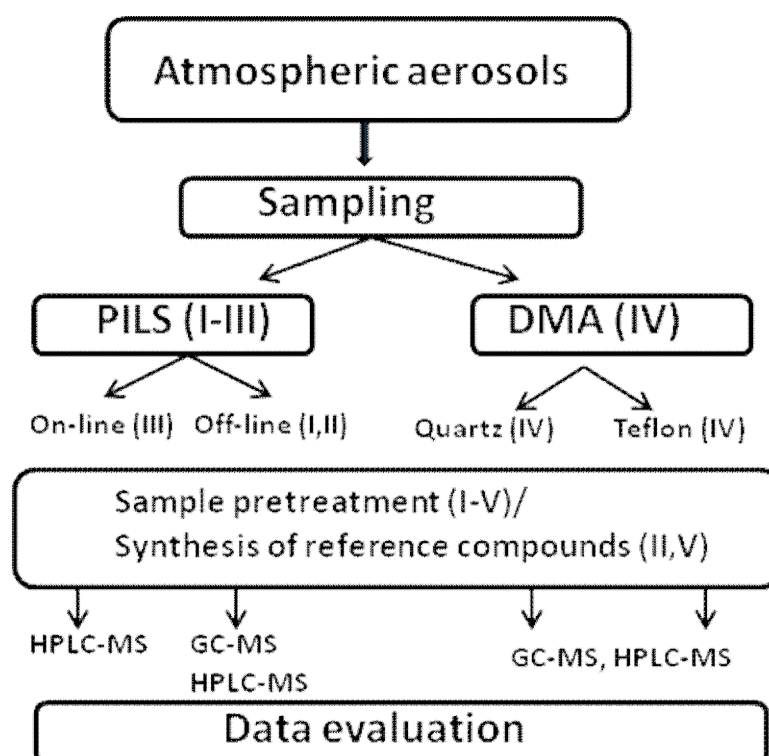 Atmospheric aerosols
Sampling
PILS (I-III)
DMA (IV)
On-line (III)
Off-line (I,II)
Quartz (IV)
Teflon (IV)
Sample pretreatment (I-V)/
Synthesis of reference compounds (II,V)
HPLC-MS
GC-MS
HPLC-MS
GC-MS, HPLC-MS
Data evaluation